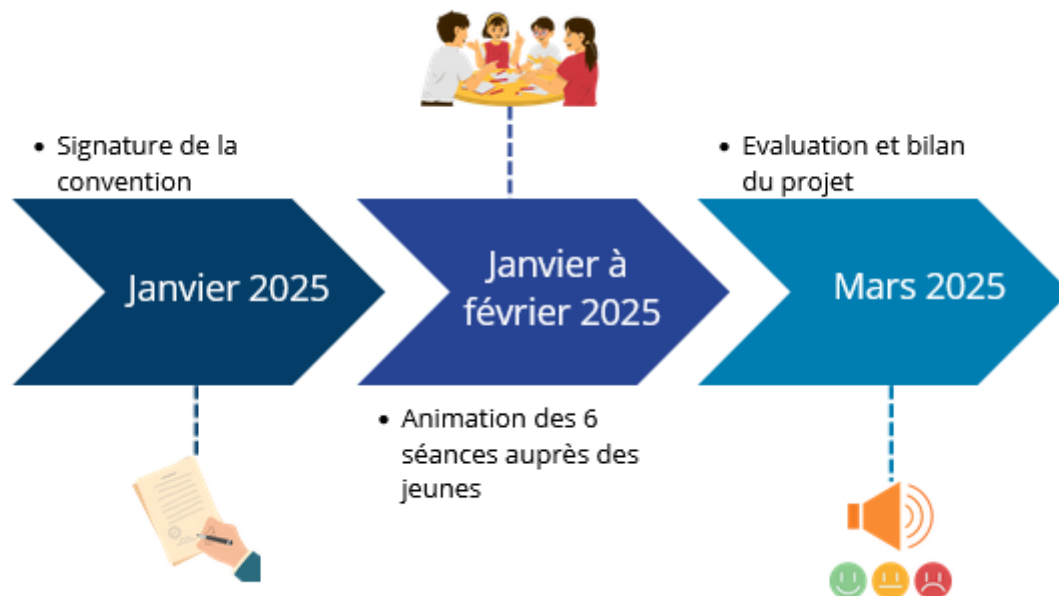 • Signature de la
convention
Janvier 2025
Janvier à
février 2025
• Animation des 6
séances auprès des
jeunes
• Evaluation et bilan
du projet
Mars 2025